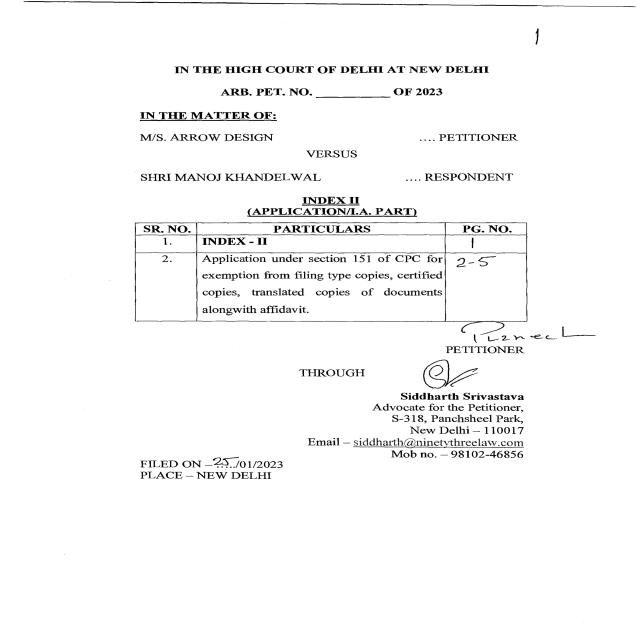 1
IN THE HIGH COURT OF DELHI AT NEW DELHI
ARB. PET. NO. __________ OF 2023
IN THE MATTER OF:
M/S. ARROW DESIGN .... PETITIONER
VERSUS
SHRI MANOJ KHANDELWAL .... RESPONDENT
INDEX II
(APPLICATION/I.A. PART)
SR. NO. PARTICULARS PG. NO.
1. INDEX - II 1
2. Application under section 151 of CPC for 2-5
exemption from filing type copies, certified
copies, translated copies of documents
alongwith affidavit.
PETITIONER
THROUGH
Siddharth Srivastava
Advocate for the Petitioner,
S-318, Panchsheel Park,
New Delhi – 110017
Email – siddharth@ninetythreelaw.com
Mob no. – 98102-46856
FILED ON –25/01/2023
PLACE – NEW DELHI